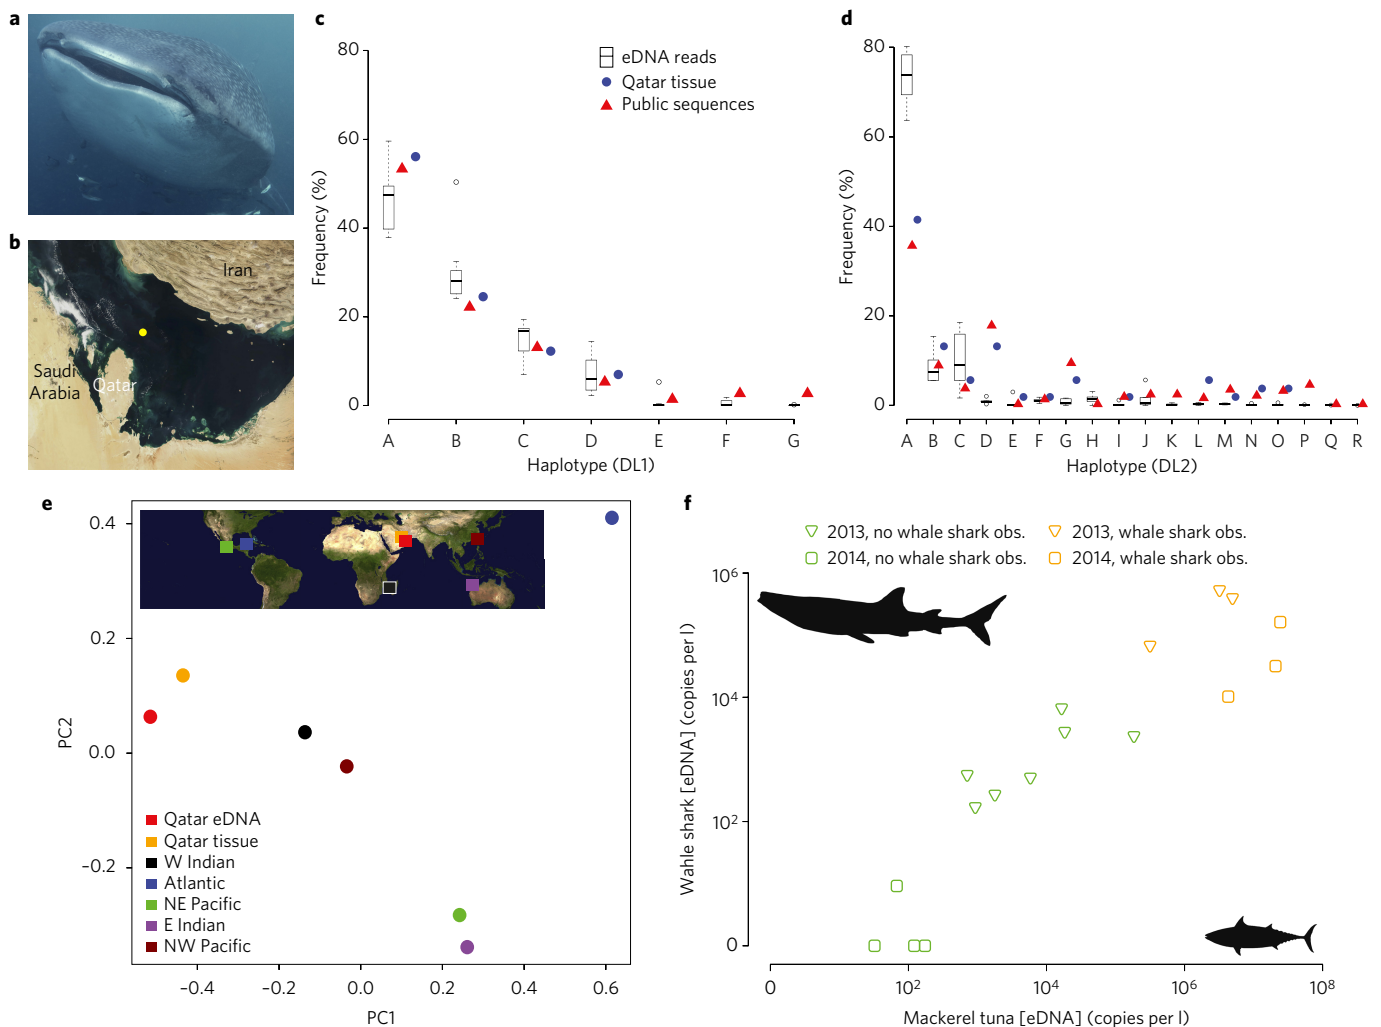 a
b
Iran
Saudi
Arabia
Qatar
c
80
60
40
20
0
Frequency (%)
eDNA reads
Qatar tissue
Public sequences
A B C D E F G
Haplotype (DL1)
d
80
60
40
20
0
Frequency (%)
A B C D E F G H I J K L M N O P Q R
Haplotype (DL2)
e
0.4
0.2
0.0
–0.2
PC2
Qatar eDNA
Qatar tissue
W Indian
Atlantic
NE Pacific
E Indian
NW Pacific
–0.4 –0.2 0.0 0.2 0.4 0.6
PC1
f
2013, no whale shark obs.
2014, no whale shark obs.
2013, whale shark obs.
2014, whale shark obs.
10⁶
10⁴
10²
0
Wahle shark [eDNA] (copies per l)
0 10² 10⁴ 10⁶ 10⁸
Mackerel tuna [eDNA] (copies per l)